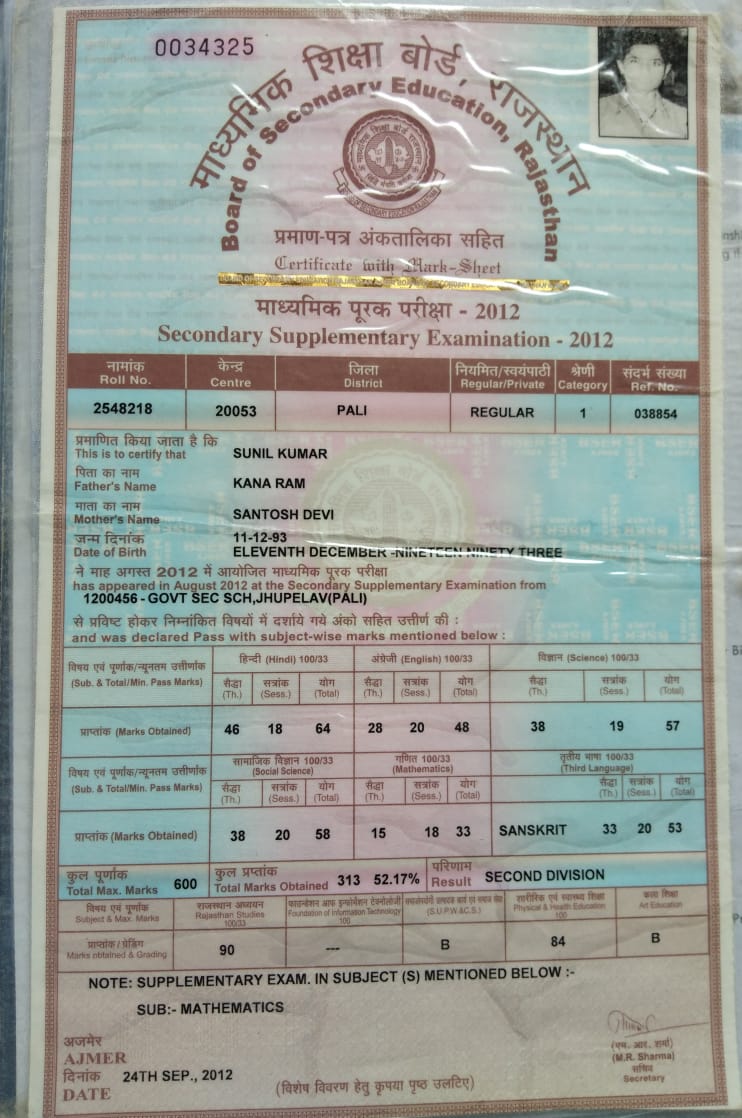 0034325
माध्यमिक शिक्षा बोर्ड, राजस्थान
Board of Secondary Education, Rajasthan
प्रमाण-पत्र अंकतालिका सहित
Certificate with Mark-Sheet
माध्यमिक पूरक परीक्षा - 2012
Secondary Supplementary Examination - 2012
नामांक केन्द्र जिला नियमित/स्वयंपाठी श्रेणी संदर्भ संख्या
Roll No. Centre District Regular/Private Category Ref. No.
2548218 20053 PALI REGULAR 1 038854
प्रमाणित किया जाता है कि
This is to certify that SUNIL KUMAR
पिता का नाम
Father's Name KANA RAM
माता का नाम
Mother's Name SANTOSH DEVI
जन्म दिनांक 11-12-93
Date of Birth ELEVENTH DECEMBER -NINETEEN NINETY THREE
ने माह अगस्त 2012 में आयोजित माध्यमिक पूरक परीक्षा
has appeared in August 2012 at the Secondary Supplementary Examination from
1200456 - GOVT SEC SCH,JHUPELAV(PALI)
से प्रविष्ट होकर निम्नांकित विषयों में दर्शाये गये अंको सहित उत्तीर्ण की :
and was declared Pass with subject-wise marks mentioned below :
विषय एवं पूर्णांक/न्यूनतम उत्तीर्णांक हिन्दी (Hindi) 100/33 अंग्रेजी (English) 100/33 विज्ञान (Science) 100/33
(Sub. & Total/Min. Pass Marks) सैद्धा सत्रांक योग सैद्धा सत्रांक योग सैद्धा सत्रांक योग
(Th.) (Sess.) (Total) (Th.) (Sess.) (Total) (Th.) (Sess.) (Total)
प्राप्तांक (Marks Obtained) 46 18 64 28 20 48 38 19 57
विषय एवं पूर्णांक/न्यूनतम उत्तीर्णांक सामाजिक विज्ञान 100/33 गणित 100/33 तृतीय भाषा 100/33
(Social Science) (Mathematics) (Third Language)
(Sub. & Total/Min. Pass Marks) सैद्धा सत्रांक योग सैद्धा सत्रांक योग सैद्धा सत्रांक योग
(Th.) (Sess.) (Total) (Th.) (Sess.) (Total) (Th.) (Sess.) (Total)
प्राप्तांक (Marks Obtained) 38 20 58 15 18 33 SANSKRIT 33 20 53
कुल पूर्णांक कुल प्राप्तांक परिणाम
Total Max. Marks 600 Total Marks Obtained 313 52.17% Result SECOND DIVISION
विषय एवं पूर्णांक राजस्थान अध्ययन फाउन्डेशन आफ इन्फोर्मेशन टेक्नोलोजी शारीरिक एवं स्वास्थ्य शिक्षा कला शिक्षा
Subject & Max. Marks Rajasthan Studies Foundation of Information Technology (S.U.P.W.&C.S.) Physical & Health Education Art Education
100/33 100 100
प्राप्तांक/ग्रेडिंग
Marks obtained & Grading 90 --- B 84 B
NOTE: SUPPLEMENTARY EXAM. IN SUBJECT (S) MENTIONED BELOW :-
SUB:- MATHEMATICS
अजमेर
AJMER
दिनांक 24TH SEP., 2012
DATE
(एम. आर. शर्मा)
(M.R. Sharma)
सचिव
Secretary
(विशेष विवरण हेतु कृपया पृष्ठ उलटिए)